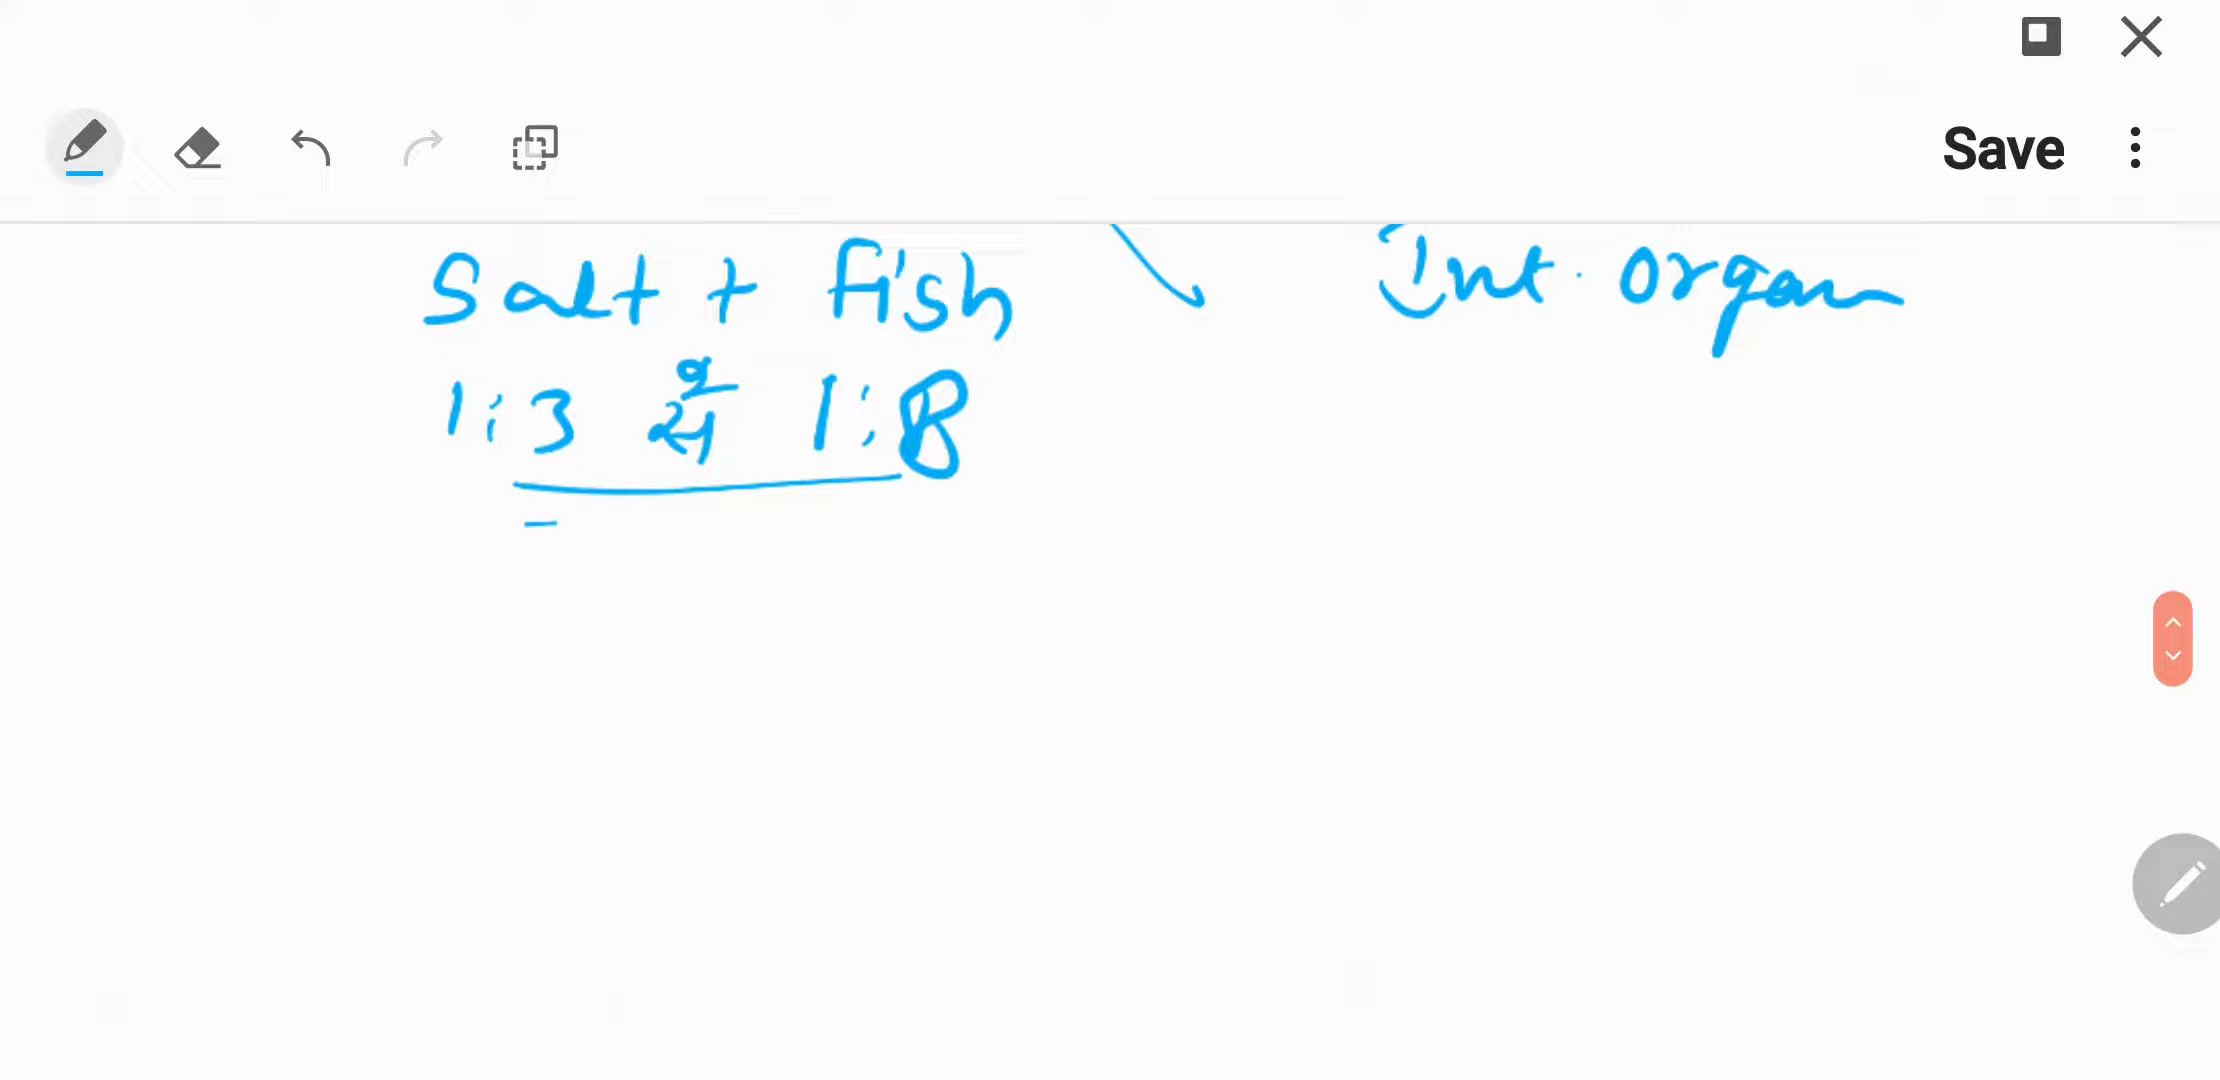 Save
Salt + fish
Int. organ
1:3 से 1:8